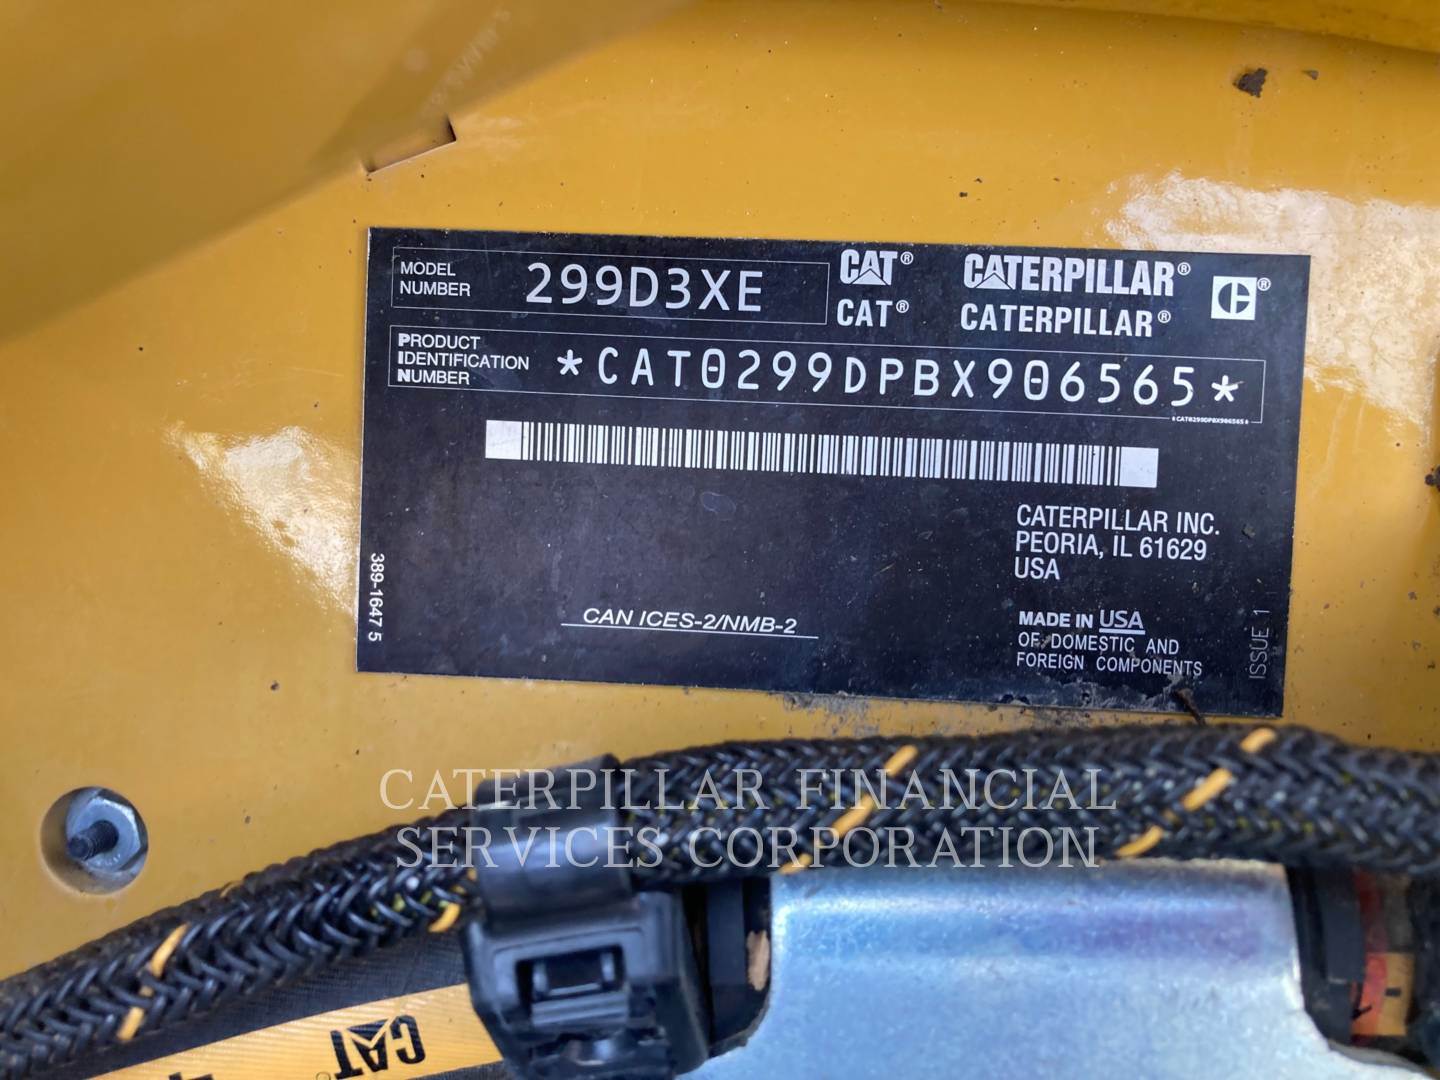 MODEL
NUMBER
299D3XE
CAT® CATERPILLAR® ®
CAT® CATERPILLAR®
PRODUCT
IDENTIFICATION
NUMBER
*CAT0299DPBX906565*
*CAT0299DPBX906565*
CATERPILLAR INC.
PEORIA, IL 61629
USA
389-1647 5
CAN ICES-2/NMB-2
MADE IN USA
OF DOMESTIC AND
FOREIGN COMPONENTS
ISSUE 1
CATERPILLAR FINANCIAL
SERVICES CORPORATION
CAT®